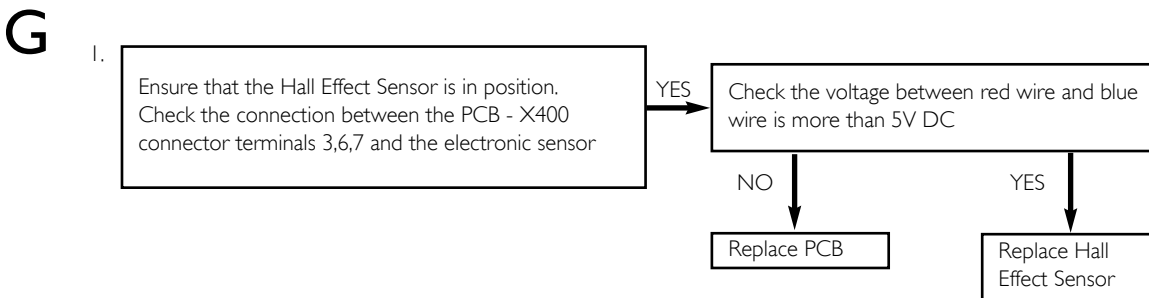 G
1.
Ensure that the Hall Effect Sensor is in position.
Check the connection between the PCB - X400
connector terminals 3,6,7 and the electronic sensor
YES
Check the voltage between red wire and blue
wire is more than 5V DC
NO
YES
Replace PCB
Replace Hall
Effect Sensor